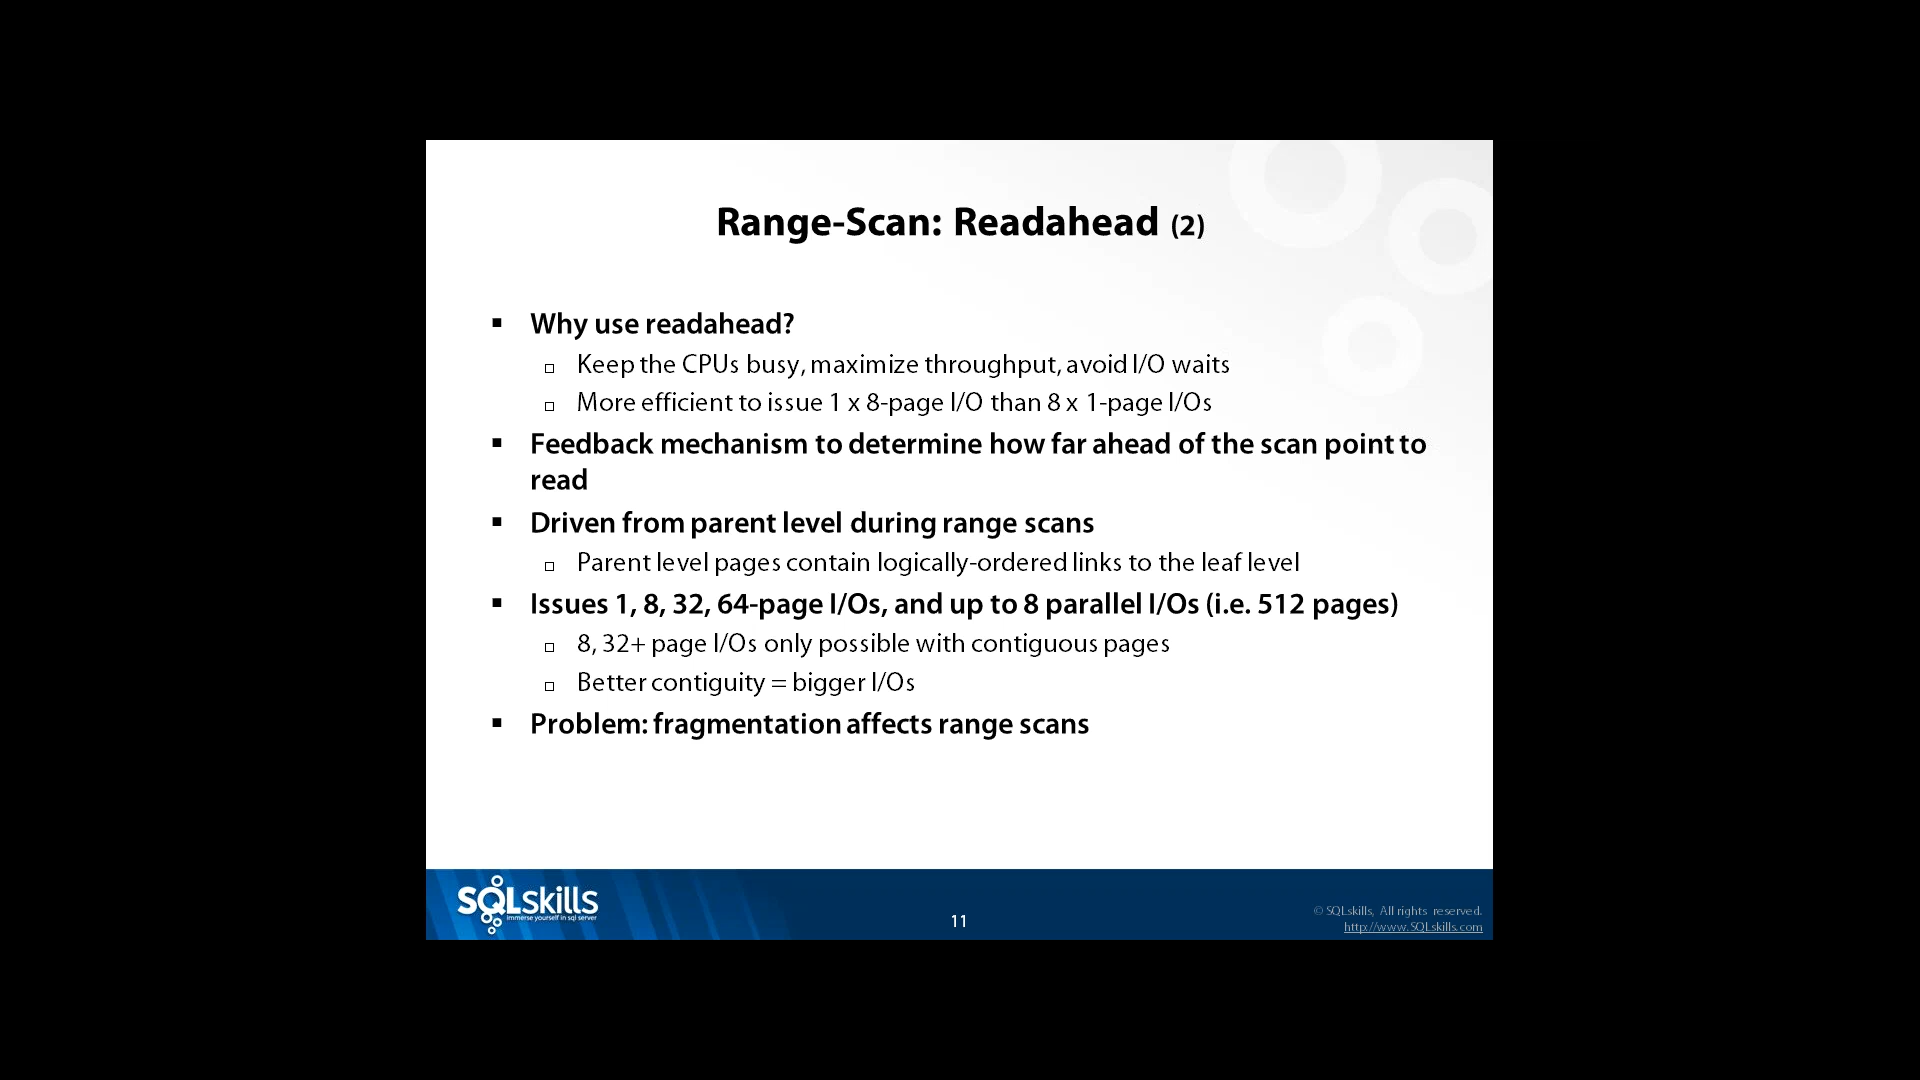 Range-Scan: Readahead (2)
Why use readahead?
Keep the CPUs busy, maximize throughput, avoid I/O waits
More efficient to issue 1 x 8-page I/O than 8 x 1-page I/Os
Feedback mechanism to determine how far ahead of the scan point to
read
Driven from parent level during range scans
Parent level pages contain logically-ordered links to the leaf level
Issues 1, 8, 32, 64-page I/Os, and up to 8 parallel I/Os (i.e. 512 pages)
8, 32+ page I/Os only possible with contiguous pages
Better contiguity = bigger I/Os
Problem: fragmentation affects range scans
SQLskills
immerse yourself in sql server
11
© SQLskills, All rights reserved.
http://www.SQLskills.com